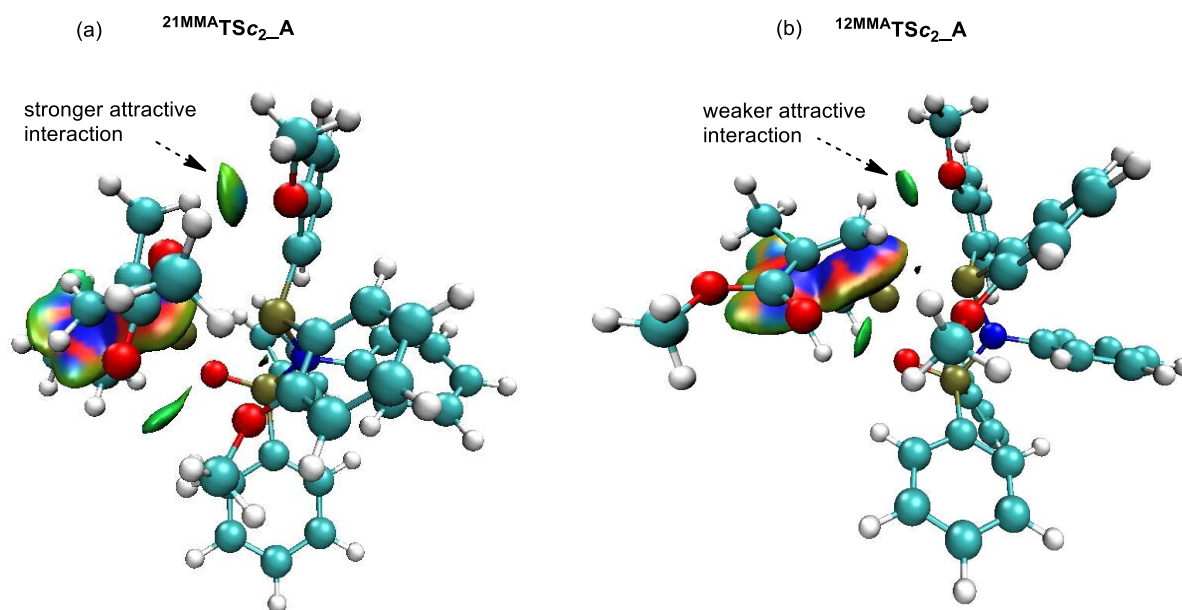 (a) ²¹ᴹᴹᴬTSc₂_A
(b) ¹²ᴹᴹᴬTSc₂_A
stronger attractive
interaction
weaker attractive
interaction